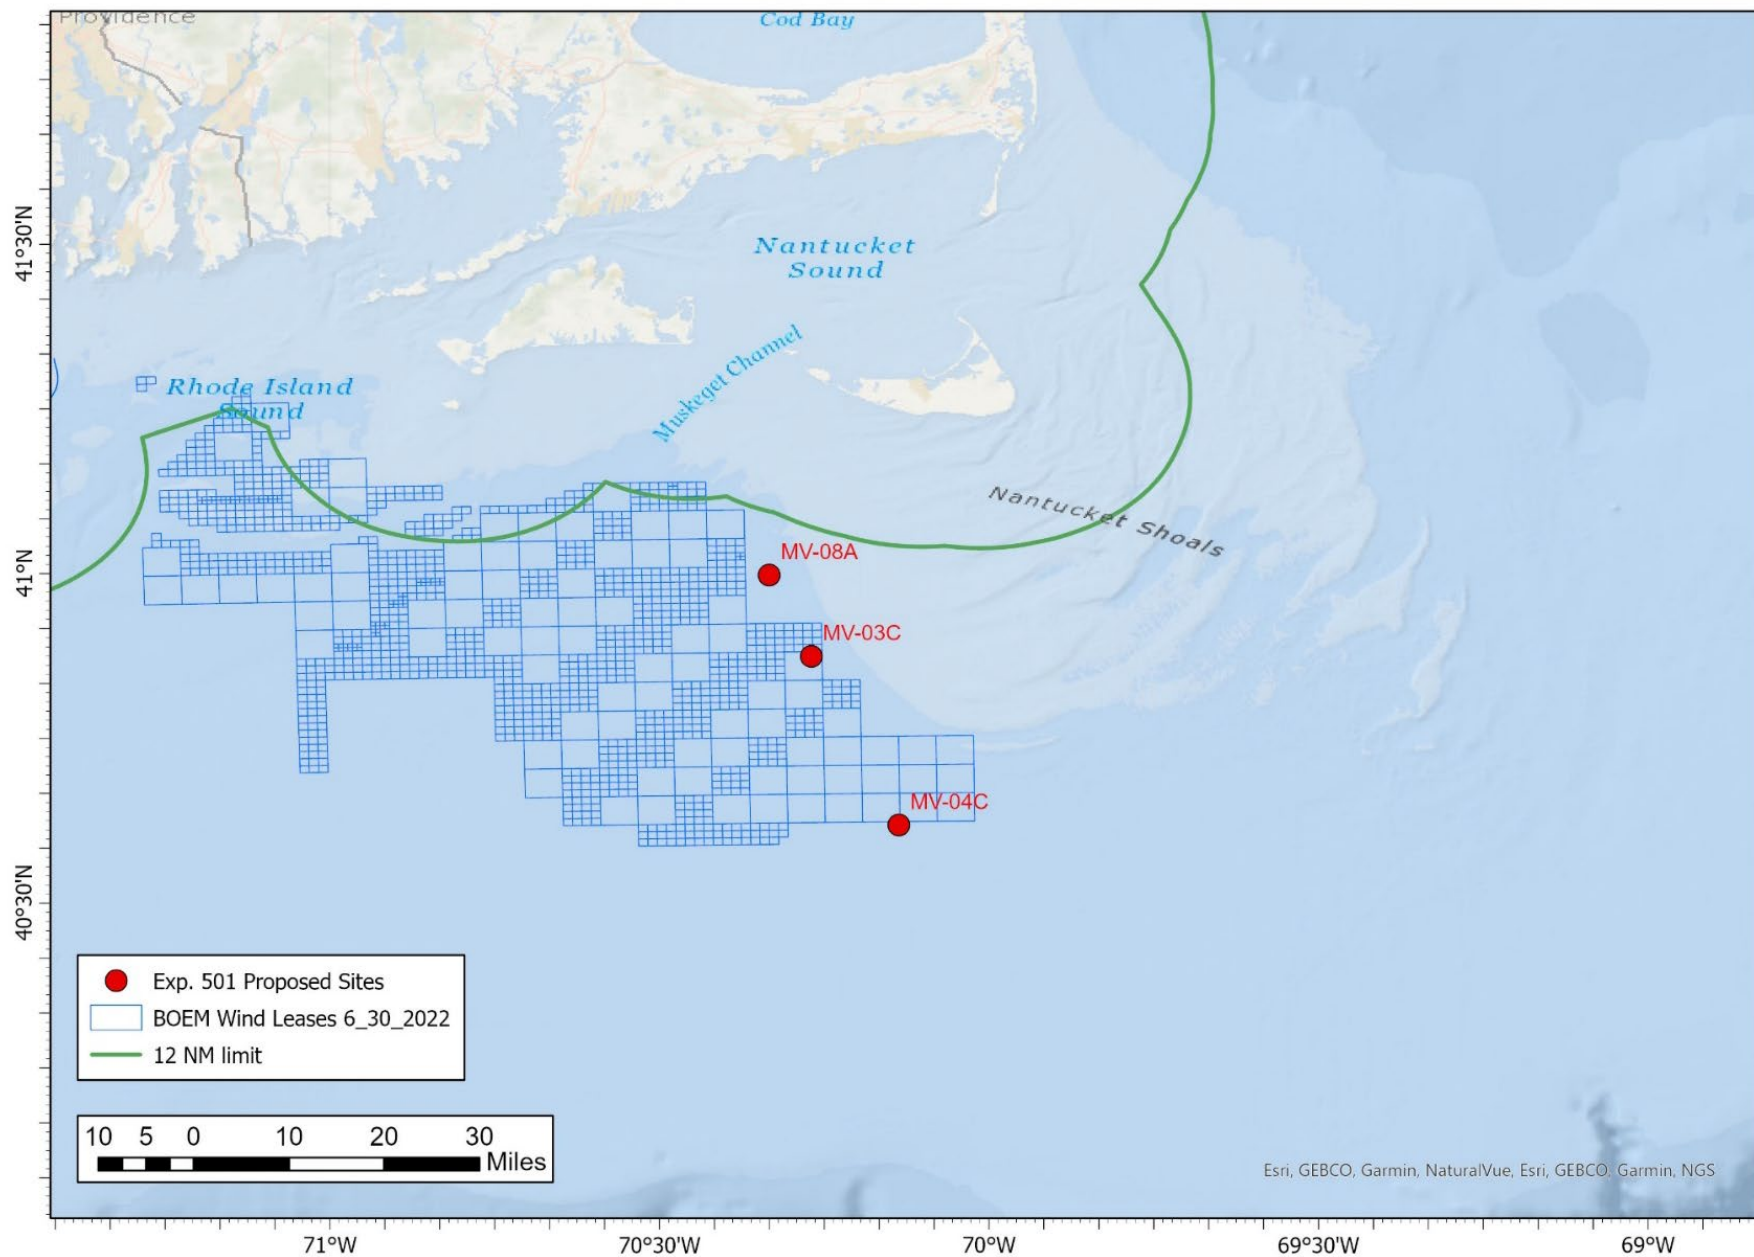 Providence
Cod Bay
41°30'N
Nantucket
Sound
Muskeget Channel
Rhode Island
Sound
Nantucket Shoals
41°N
MV-08A
MV-03C
MV-04C
40°30'N
Exp. 501 Proposed Sites
BOEM Wind Leases 6_30_2022
12 NM limit
10 5 0 10 20 30
Miles
Esri, GEBCO, Garmin, NaturalVue, Esri, GEBCO, Garmin, NGS
71°W 70°30'W 70°W 69°30'W 69°W